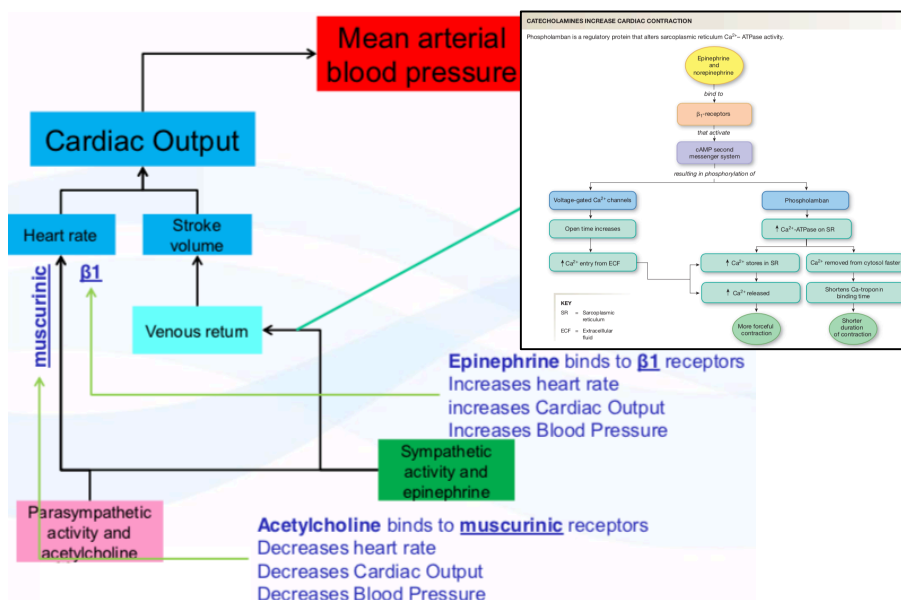 Mean arterial
blood pressure
Cardiac Output
Heart rate
Stroke
volume
muscurinic
β1
Venous return
Epinephrine binds to β1 receptors
Increases heart rate
increases Cardiac Output
Increases Blood Pressure
Sympathetic
activity and
epinephrine
Parasympathetic
activity and
acetylcholine
Acetylcholine binds to muscurinic receptors
Decreases heart rate
Decreases Cardiac Output
Decreases Blood Pressure
CATECHOLAMINES INCREASE CARDIAC CONTRACTION
Phospholamban is a regulatory protein that alters sarcoplasmic reticulum Ca²⁺– ATPase activity.
Epinephrine
and
norepinephrine
bind to
β₁-receptors
that activate
cAMP second
messenger system
resulting in phosphorylation of
Voltage-gated Ca²⁺ channels
Phospholamban
Open time increases
↑ Ca²⁺-ATPase on SR
↑ Ca²⁺ entry from ECF
↑ Ca²⁺ stores in SR
Ca²⁺ removed from cytosol faster
↑ Ca²⁺ released
Shortens Ca-troponin
binding time
More forceful
contraction
Shorter
duration
of contraction
KEY
SR = Sarcoplasmic
reticulum
ECF = Extracellular
fluid